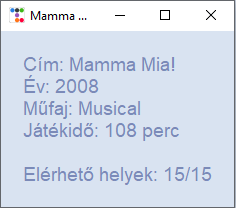 Mamma ...
Cím: Mamma Mia!
Év: 2008
Műfaj: Musical
Játékidő: 108 perc
Elérhető helyek: 15/15